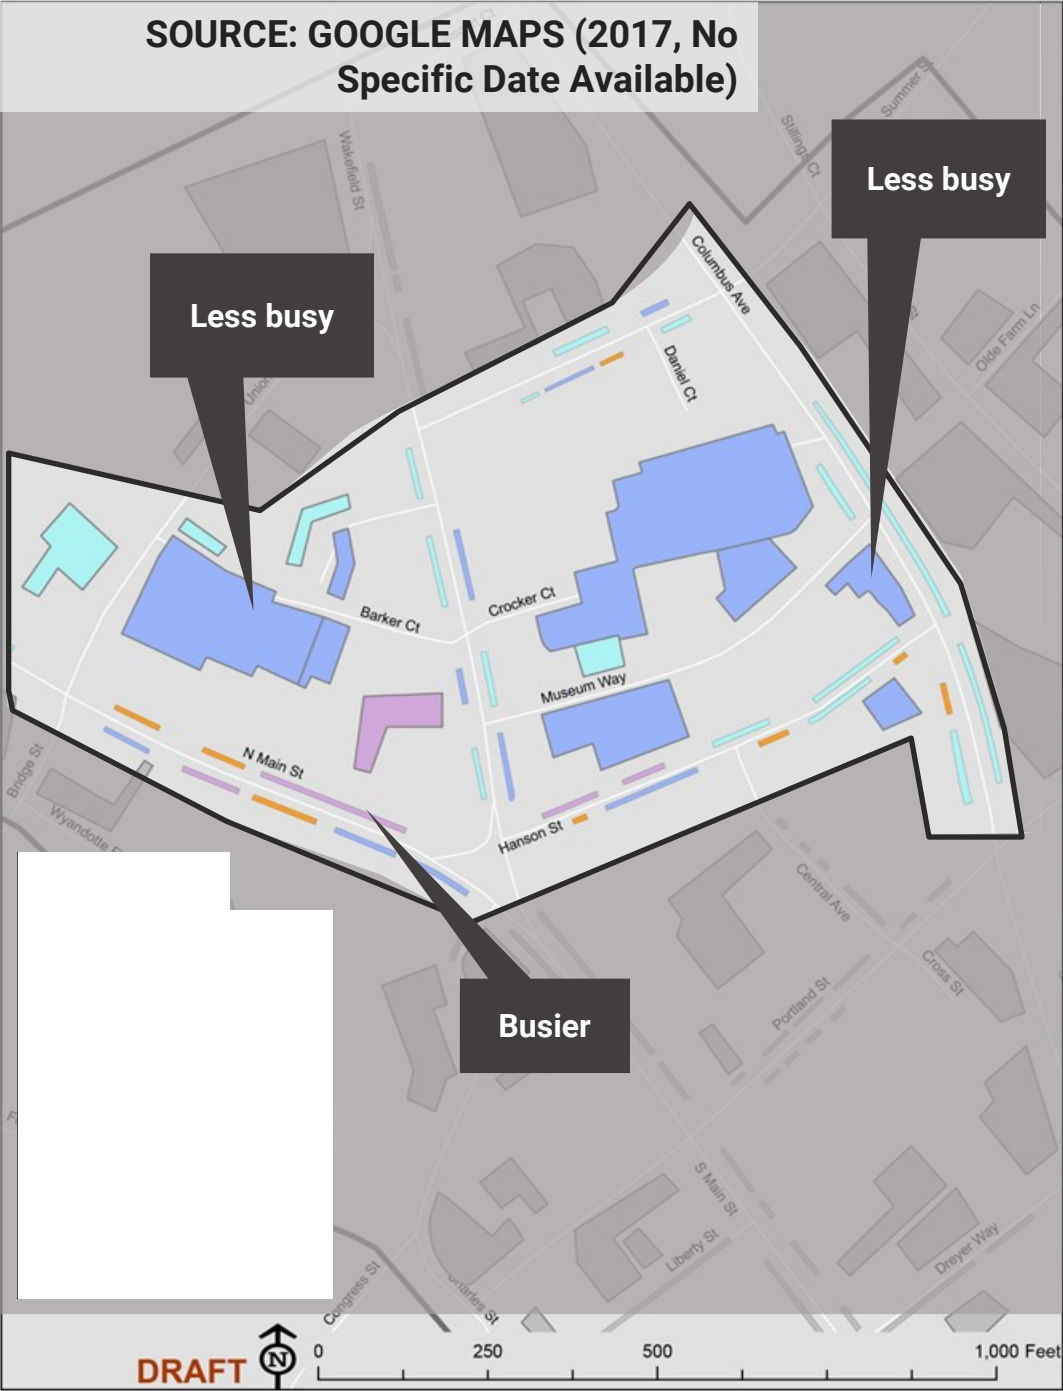 SOURCE: GOOGLE MAPS (2017, No
Specific Date Available)
Wakefield St
Stillings Ct
Summer St
Less busy
Less busy
Columbus Ave
Daniel Ct
Olde Farm Ln
Union
Barker Ct
Crocker Ct
Museum Way
N Main St
Hanson St
Bridge St
Wyandotte
Busier
Central Ave
Cross St
Portland St
S Main St
Liberty St
Dreyer Way
Congress St
Charles St
DRAFT
N
0
250
500
1,000 Feet